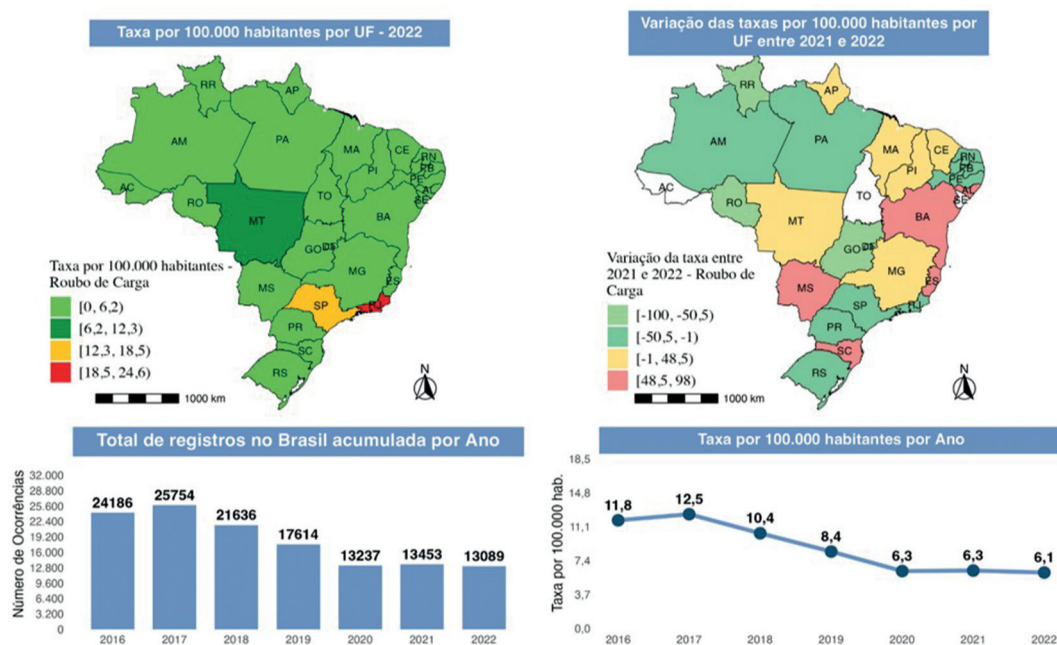 Taxa por 100.000 habitantes por UF - 2022
RR
AP
AM
PA
MA
CE
RN
PB
PE
AL
SE
PI
AC
TO
RO
MT
BA
GO
DF
MG
ES
MS
SP
RJ
PR
SC
RS
Taxa por 100.000 habitantes -
Roubo de Carga
[0, 6,2)
[6,2, 12,3)
[12,3, 18,5)
[18,5, 24,6)
1000 km
N
Variação das taxas por 100.000 habitantes por
UF entre 2021 e 2022
RR
AP
AM
PA
MA
CE
RN
PB
PE
AL
SE
PI
AC
TO
RO
MT
BA
GO
DF
MG
ES
MS
SP
RJ
PR
SC
RS
Variação da taxa entre
2021 e 2022 - Roubo de
Carga
[-100, -50,5)
[-50,5, -1)
[-1, 48,5)
[48,5, 98)
1000 km
N
Total de registros no Brasil acumulada por Ano
Número de Ocorrências
32.000
28.800
25.600
22.400
19.200
16.000
12.800
9.600
6.400
3.200
0
24186
25754
21636
17614
13237
13453
13089
2016
2017
2018
2019
2020
2021
2022
Taxa por 100.000 habitantes por Ano
Taxa por 100.000 hab.
18,5
14,8
11,1
7,4
3,7
0,0
11,8
12,5
10,4
8,4
6,3
6,3
6,1
2016
2017
2018
2019
2020
2021
2022